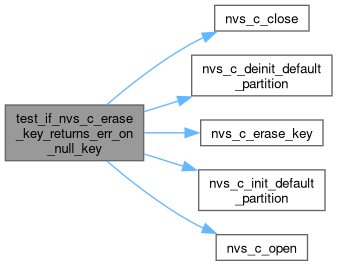 test_if_nvs_c_erase
_key_returns_err_on
_null_key
nvs_c_close
nvs_c_deinit_default
_partition
nvs_c_erase_key
nvs_c_init_default
_partition
nvs_c_open